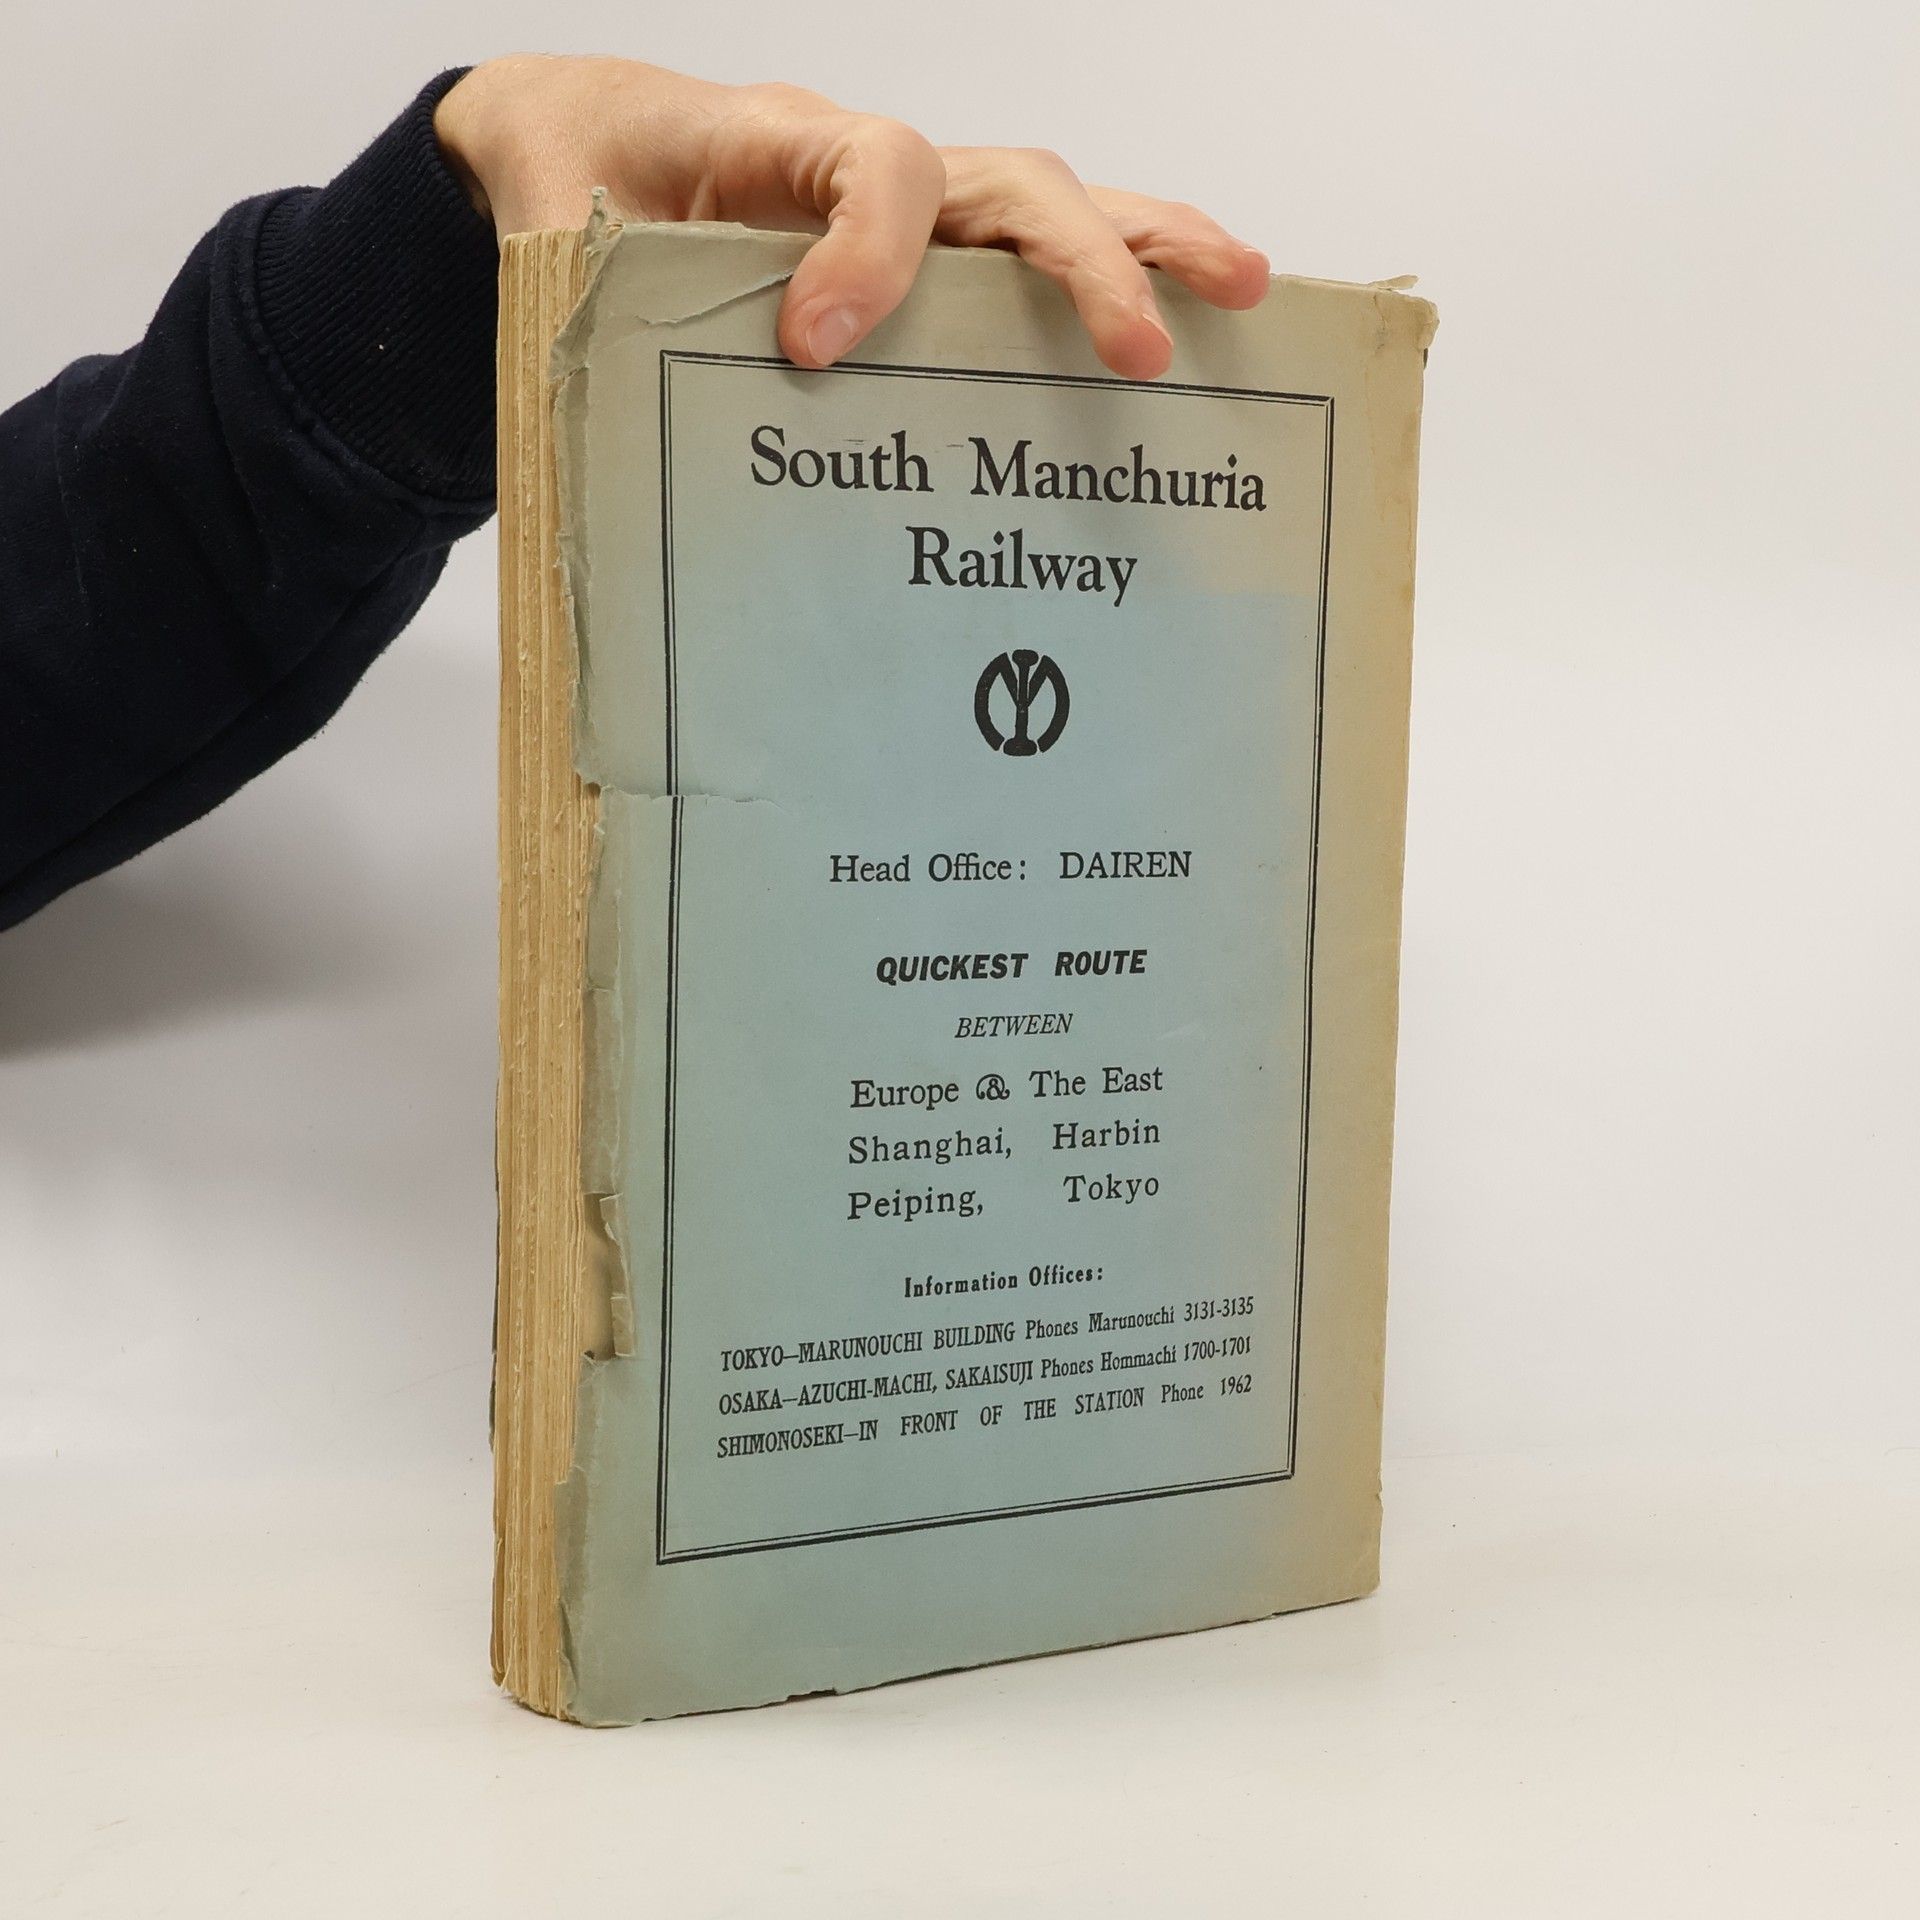 South Manchuria
Railway
Head Office: DAIREN
QUICKEST ROUTE
BETWEEN
Europe & The East
Shanghai, Harbin
Peiping, Tokyo
Information Offices:
TOKYO—MARUNOUCHI BUILDING Phones Marunouchi 3131-3135
OSAKA—AZUCHI-MACHI, SAKAISUJI Phones Hommachi 1700-1701
SHIMONOSEKI—IN FRONT OF THE STATION Phone 1962